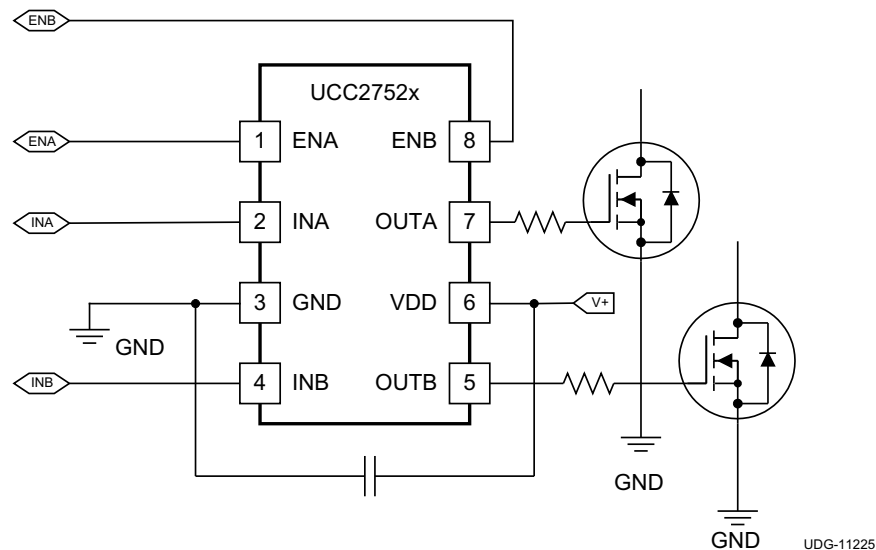 ENB
UCC2752x
ENA
1 ENA ENB 8
INA
2 INA OUTA 7
3 GND VDD 6
V+
GND
INB
4 INB OUTB 5
GND
GND
UDG-11225